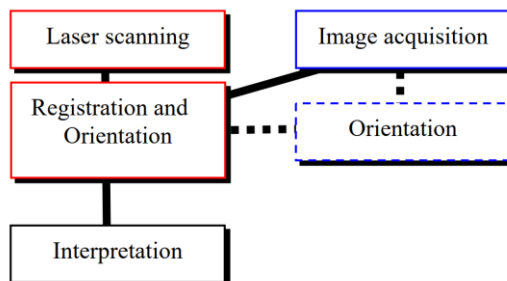 Laser scanning
Image acquisition
Registration and
Orientation
Orientation
Interpretation